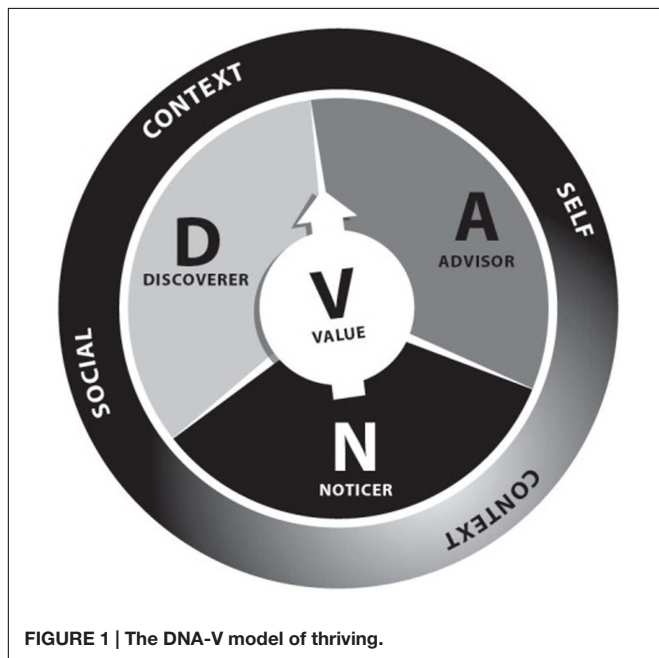 CONTEXT
SELF
D
DISCOVERER
A
ADVISOR
V
VALUE
SOCIAL
N
NOTICER
CONTEXT
FIGURE 1 | The DNA-V model of thriving.